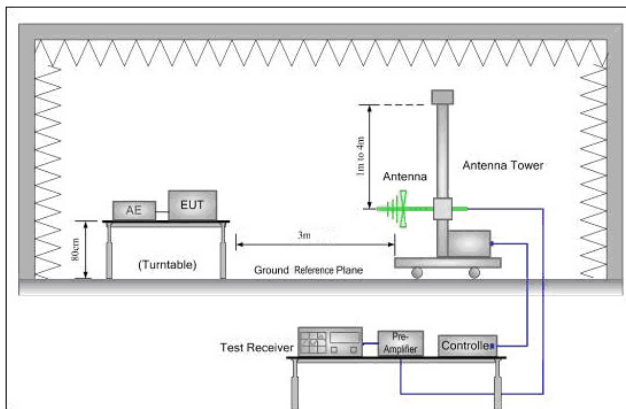 1m to 4m
Antenna
Antenna Tower
AE
EUT
80cm
(Turntable)
3m
Ground Reference Plane
Test Receiver
Pre-
Amplifier
Controller